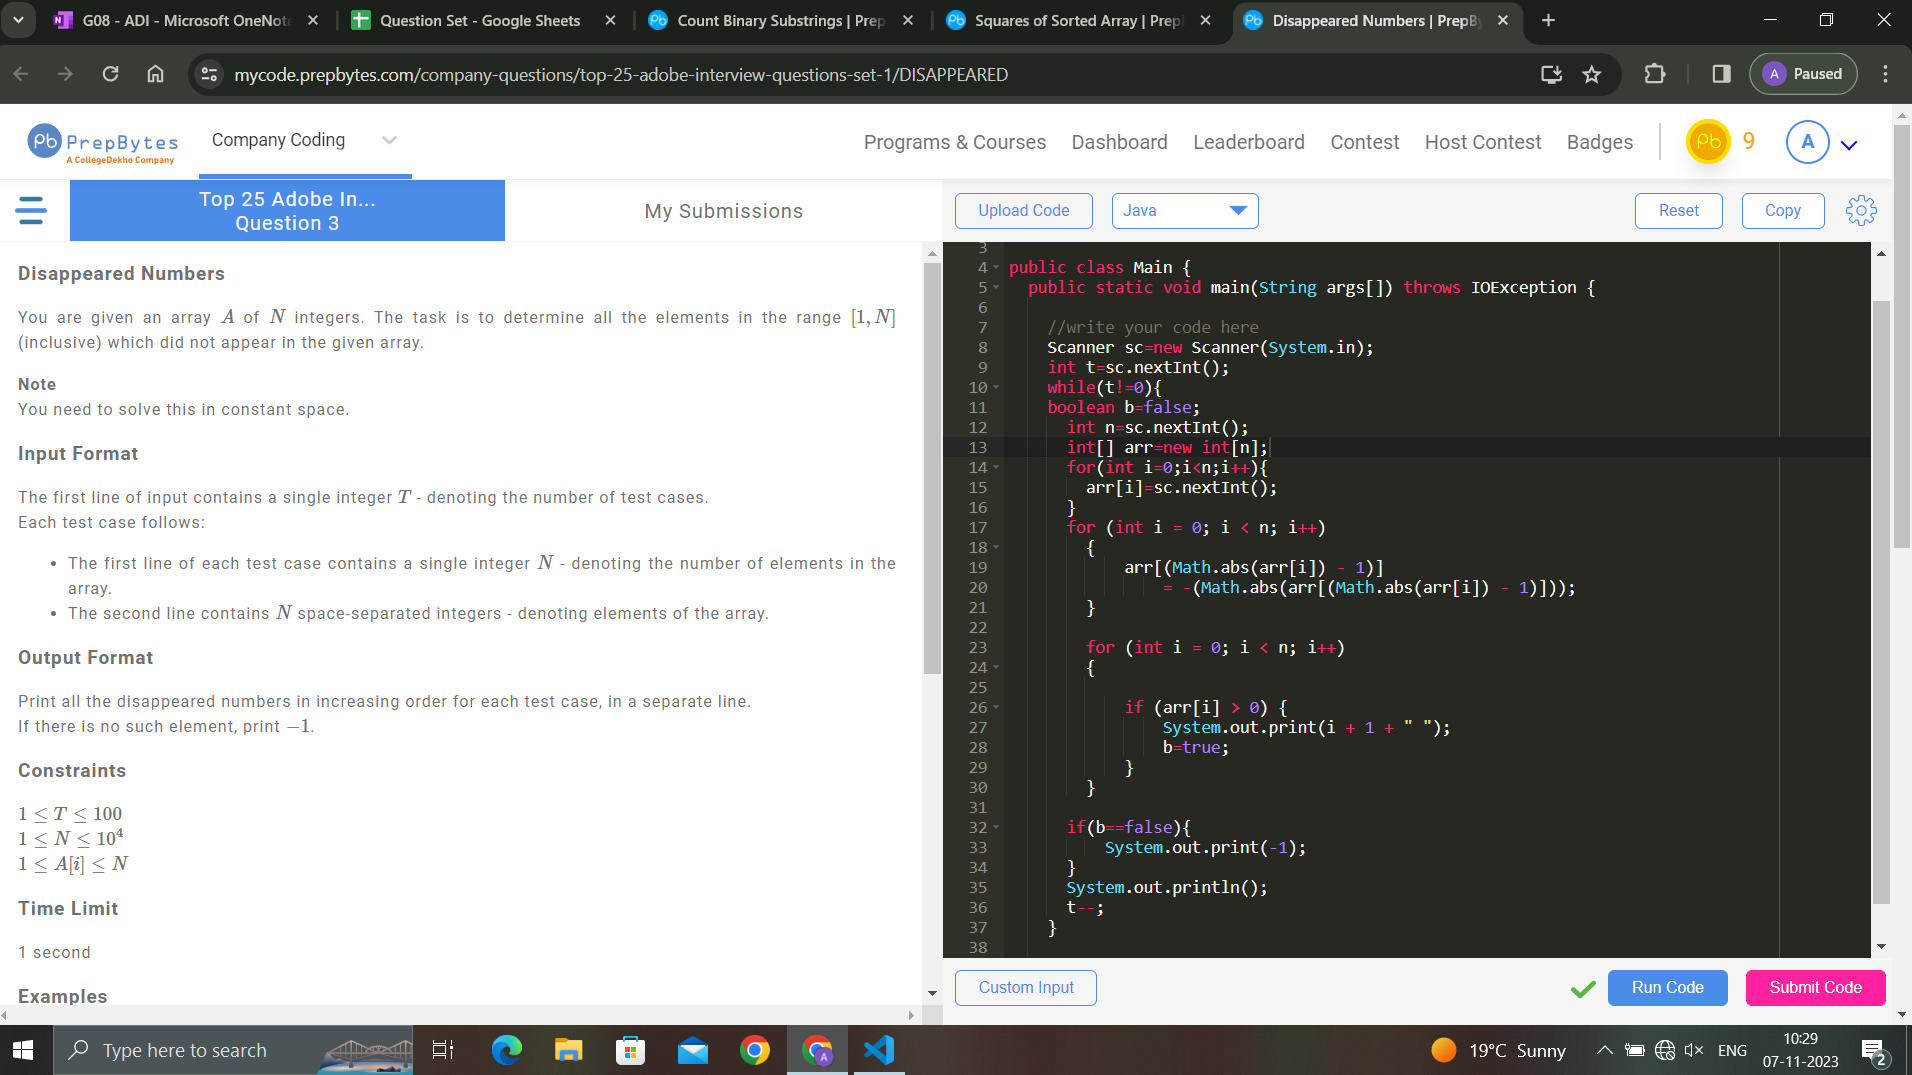 G08 - ADI - Microsoft OneNote
Question Set - Google Sheets
Count Binary Substrings | Prep
Squares of Sorted Array | Prep
Disappeared Numbers | PrepBy
mycode.prepbytes.com/company-questions/top-25-adobe-interview-questions-set-1/DISAPPEARED
A Paused
Pb PrepBytes
A CollegeDekho Company
Company Coding
Programs & Courses Dashboard Leaderboard Contest Host Contest Badges
Pb 9 A
Top 25 Adobe In...
Question 3
My Submissions
Disappeared Numbers
You are given an array A of N integers. The task is to determine all the elements in the range [1, N]
(inclusive) which did not appear in the given array.
Note
You need to solve this in constant space.
Input Format
The first line of input contains a single integer T - denoting the number of test cases.
Each test case follows:
• The first line of each test case contains a single integer N - denoting the number of elements in the
array.
• The second line contains N space-separated integers - denoting elements of the array.
Output Format
Print all the disappeared numbers in increasing order for each test case, in a separate line.
If there is no such element, print −1.
Constraints
1 ≤ T ≤ 100
1 ≤ N ≤ 10⁴
1 ≤ A[i] ≤ N
Time Limit
1 second
Examples
Upload Code Java Reset Copy
3
4 public class Main {
5 public static void main(String args[]) throws IOException {
6
7 //write your code here
8 Scanner sc=new Scanner(System.in);
9 int t=sc.nextInt();
10 while(t!=0){
11 boolean b=false;
12 int n=sc.nextInt();
13 int[] arr=new int[n];
14 for(int i=0;i<n;i++){
15 arr[i]=sc.nextInt();
16 }
17 for (int i = 0; i < n; i++)
18 {
19 arr[(Math.abs(arr[i]) - 1)]
20 = -(Math.abs(arr[(Math.abs(arr[i]) - 1)]));
21 }
22
23 for (int i = 0; i < n; i++)
24 {
25
26 if (arr[i] > 0) {
27 System.out.print(i + 1 + " ");
28 b=true;
29 }
30 }
31
32 if(b==false){
33 System.out.print(-1);
34 }
35 System.out.println();
36 t--;
37 }
38
Custom Input Run Code Submit Code
Type here to search
19°C Sunny
ENG
10:29
07-11-2023
2